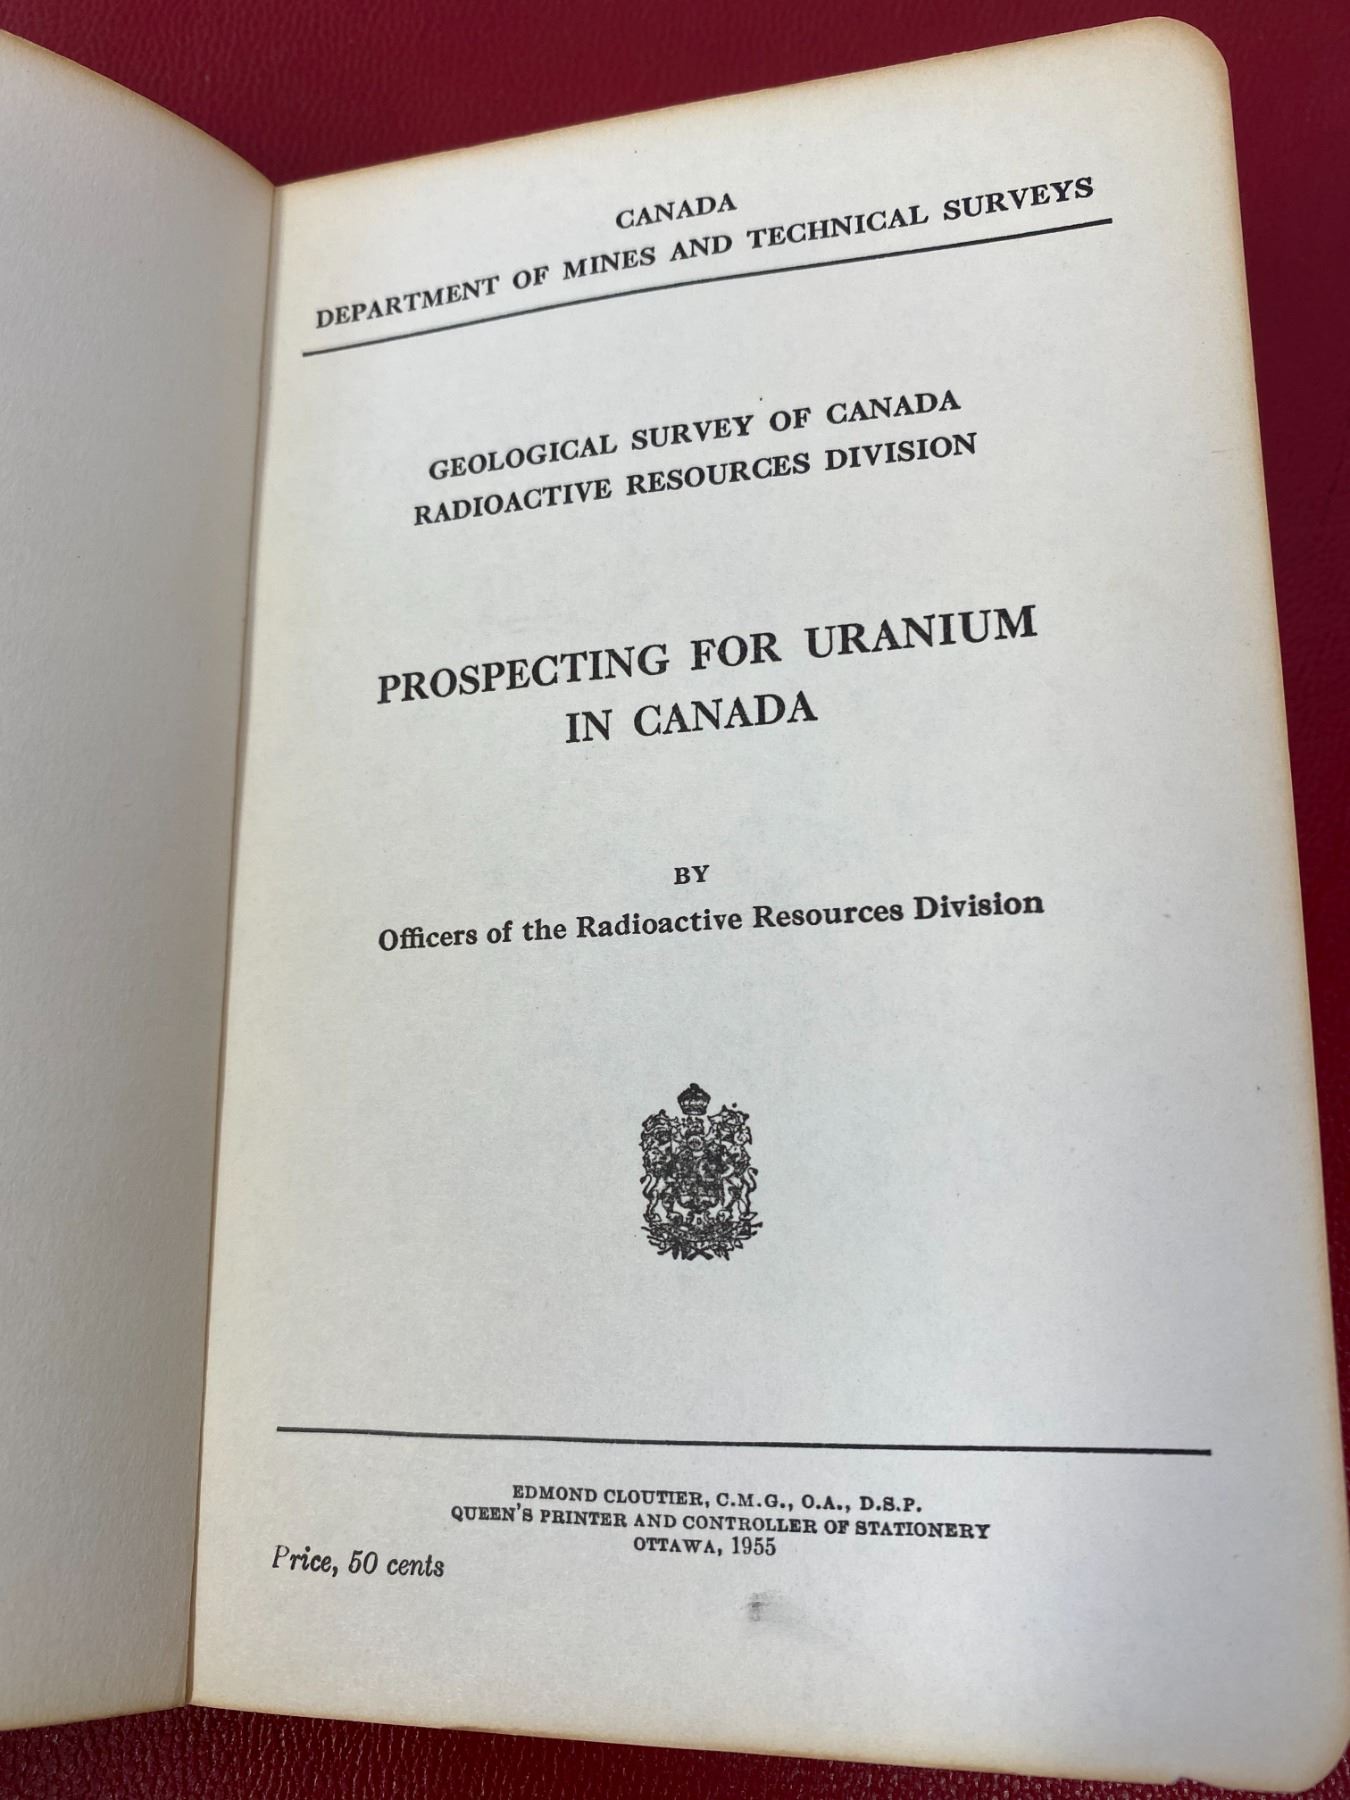 CANADA
DEPARTMENT OF MINES AND TECHNICAL SURVEYS
GEOLOGICAL SURVEY OF CANADA
RADIOACTIVE RESOURCES DIVISION
PROSPECTING FOR URANIUM
IN CANADA
BY
Officers of the Radioactive Resources Division
EDMOND CLOUTIER, C.M.G., O.A., D.S.P.
QUEEN'S PRINTER AND CONTROLLER OF STATIONERY
OTTAWA, 1955
Price, 50 cents